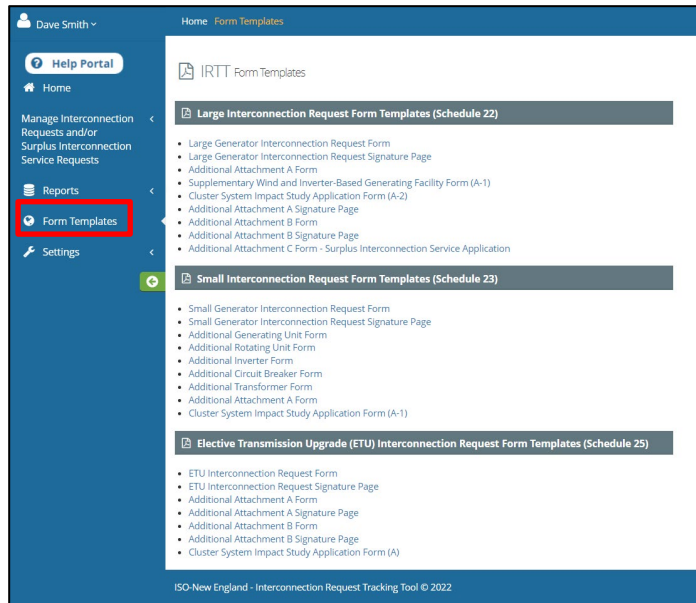 Dave Smith
Home Form Templates
Help Portal
Home
Manage Interconnection
Requests and/or
Surplus Interconnection
Service Requests
Reports
Form Templates
Settings
IRTT Form Templates
Large Interconnection Request Form Templates (Schedule 22)
Large Generator Interconnection Request Form
Large Generator Interconnection Request Signature Page
Additional Attachment A Form
Supplementary Wind and Inverter-Based Generating Facility Form (A-1)
Cluster System Impact Study Application Form (A-2)
Additional Attachment A Signature Page
Additional Attachment B Form
Additional Attachment B Signature Page
Additional Attachment C Form - Surplus Interconnection Service Application
Small Interconnection Request Form Templates (Schedule 23)
Small Generator Interconnection Request Form
Small Generator Interconnection Request Signature Page
Additional Generating Unit Form
Additional Rotating Unit Form
Additional Inverter Form
Additional Circuit Breaker Form
Additional Transformer Form
Additional Attachment A Form
Cluster System Impact Study Application Form (A-1)
Elective Transmission Upgrade (ETU) Interconnection Request Form Templates (Schedule 25)
ETU Interconnection Request Form
ETU Interconnection Request Signature Page
Additional Attachment A Form
Additional Attachment A Signature Page
Additional Attachment B Form
Additional Attachment B Signature Page
Cluster System Impact Study Application Form (A)
ISO-New England - Interconnection Request Tracking Tool © 2022